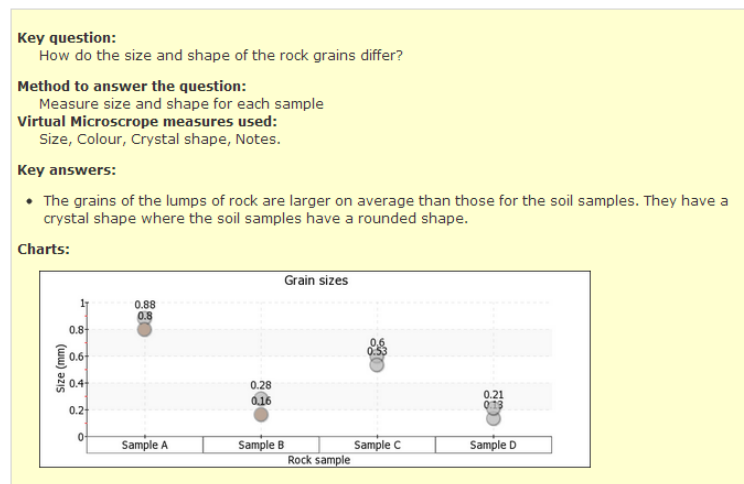 Key question:
How do the size and shape of the rock grains differ?
Method to answer the question:
Measure size and shape for each sample
Virtual Microscrope measures used:
Size, Colour, Crystal shape, Notes.
Key answers:
• The grains of the lumps of rock are larger on average than those for the soil samples. They have a
crystal shape where the soil samples have a rounded shape.
Charts:
Grain sizes
1
0.88
0.8
0.8
0.6
0.53
0.6
Size (mm)
0.4
0.28
0.16
0.21
0.13
0.2
0
Sample A
Sample B
Sample C
Sample D
Rock sample